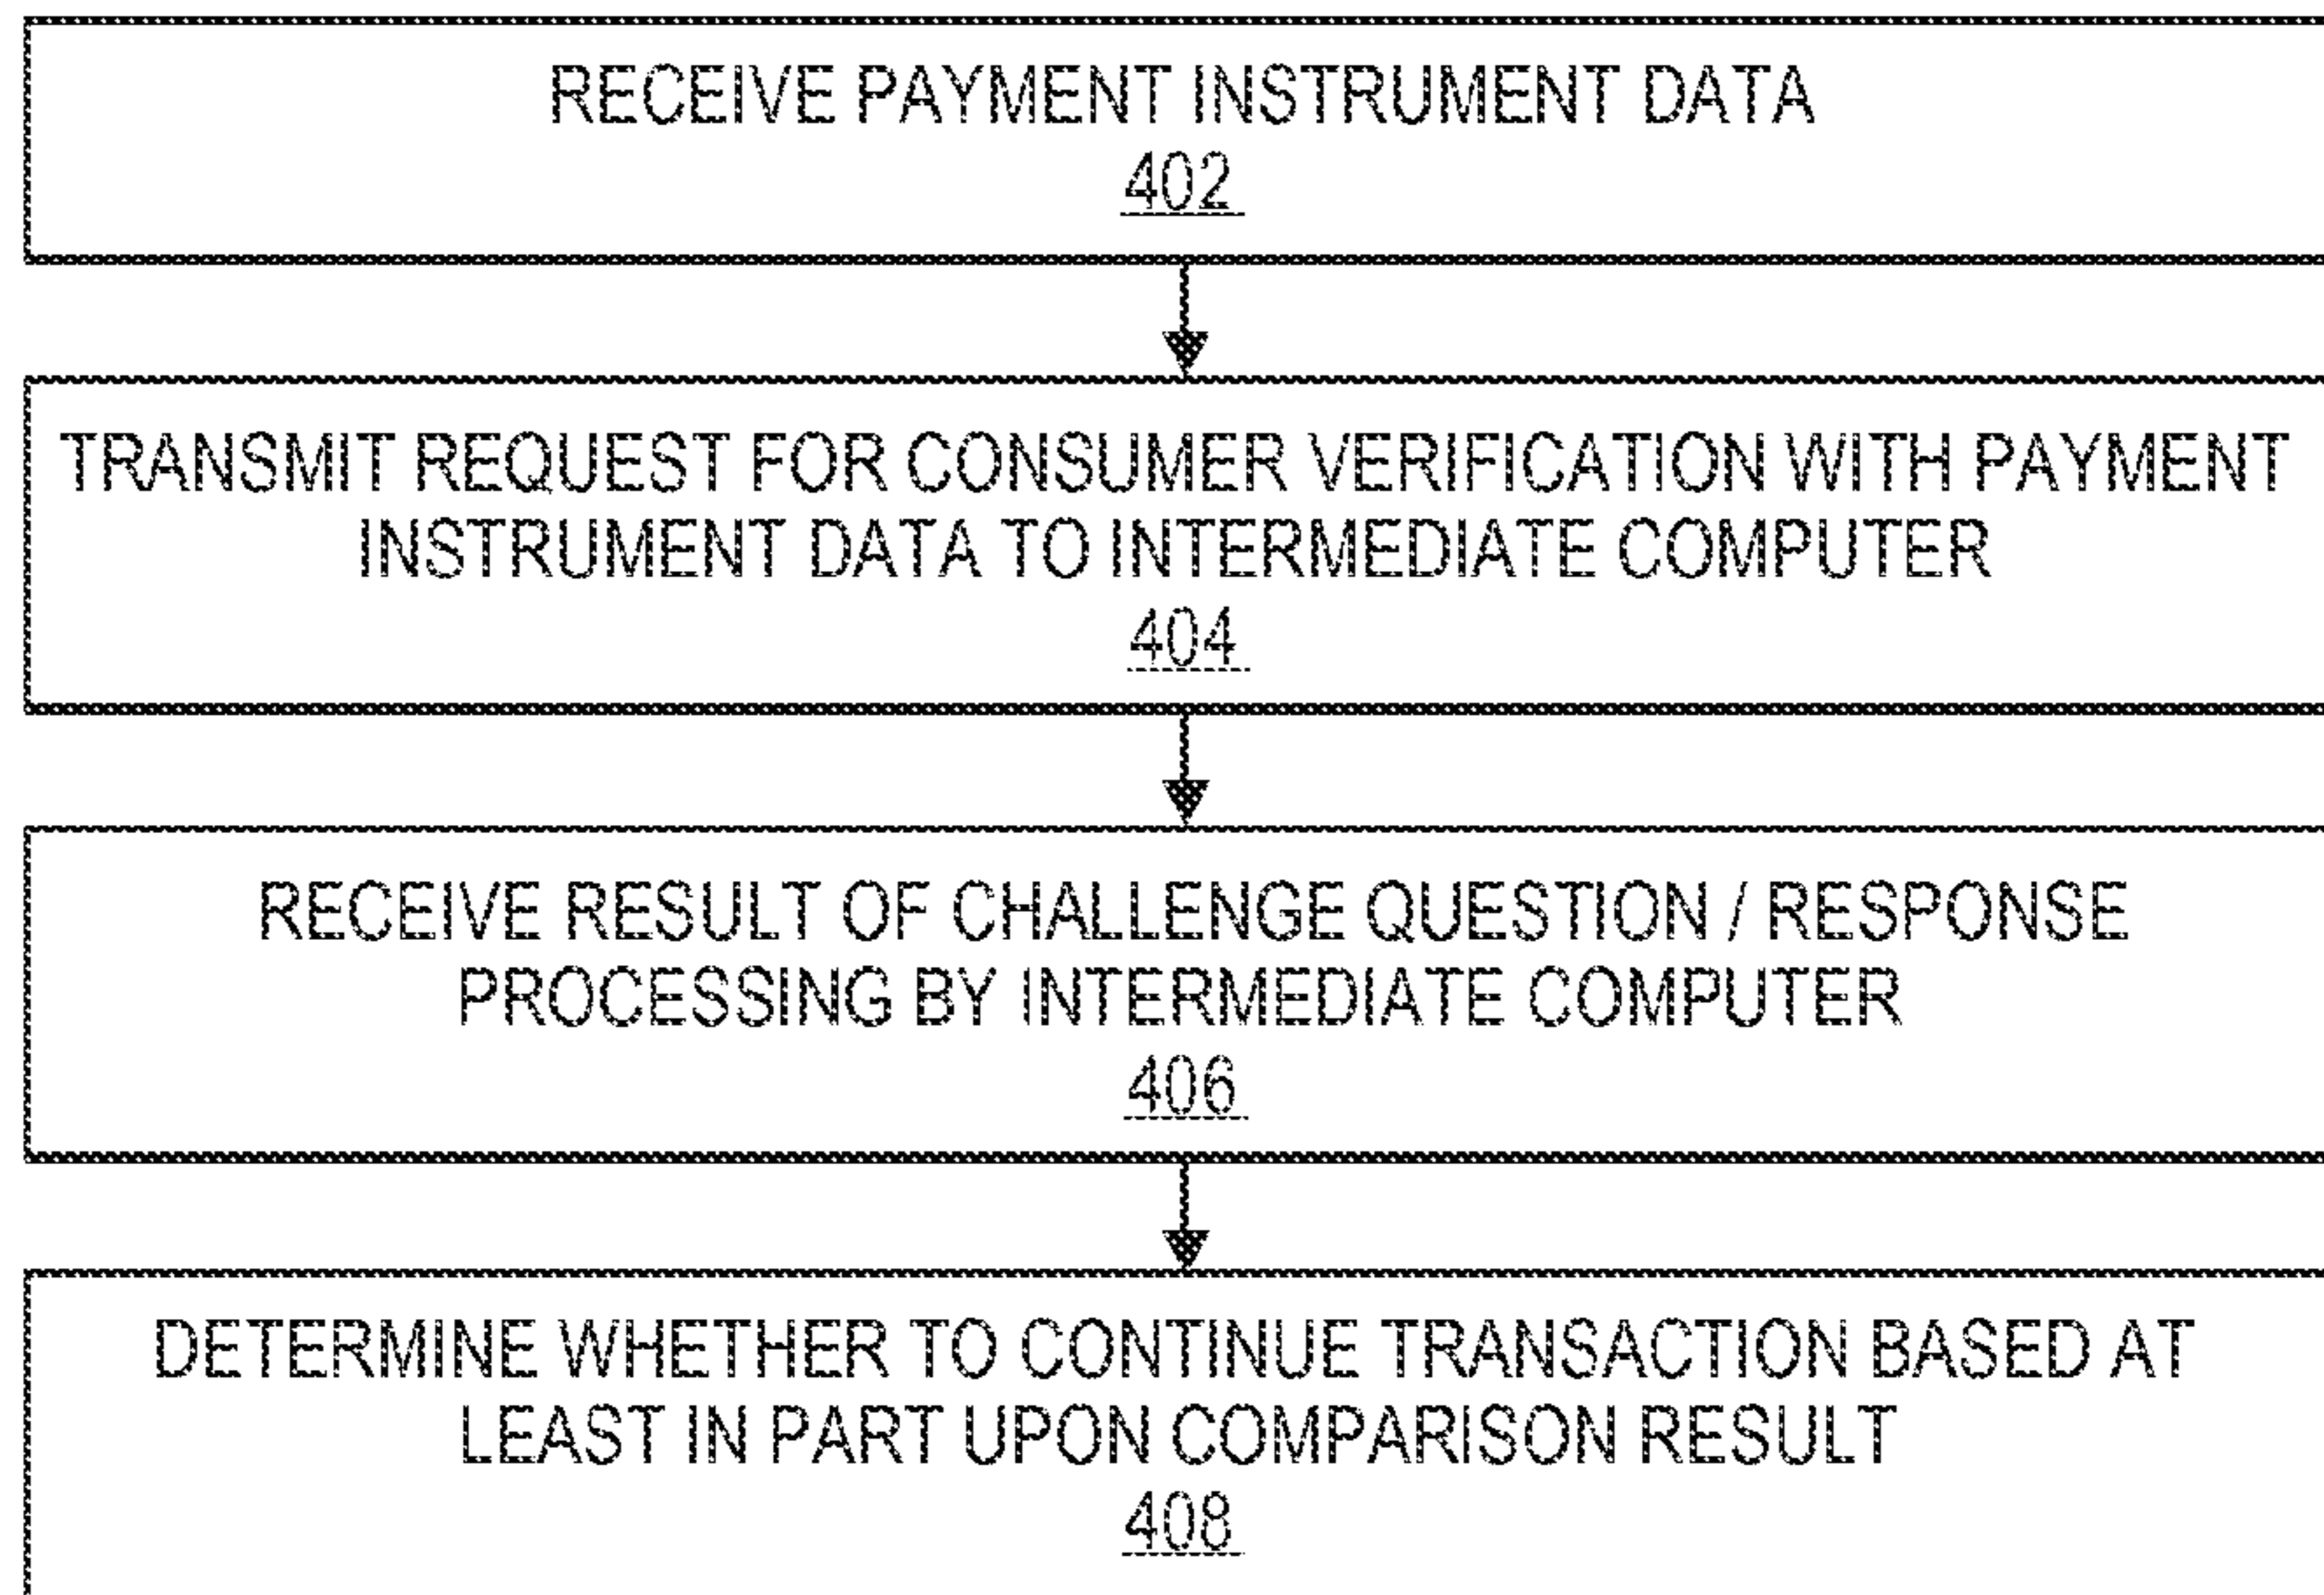 RECEIVE PAYMENT INSTRUMENT DATA
402
TRANSMIT REQUEST FOR CONSUMER VERIFICATION WITH PAYMENT
INSTRUMENT DATA TO INTERMEDIATE COMPUTER
404
RECEIVE RESULT OF CHALLENGE QUESTION / RESPONSE
PROCESSING BY INTERMEDIATE COMPUTER
406
DETERMINE WHETHER TO CONTINUE TRANSACTION BASED AT
LEAST IN PART UPON COMPARISON RESULT
408